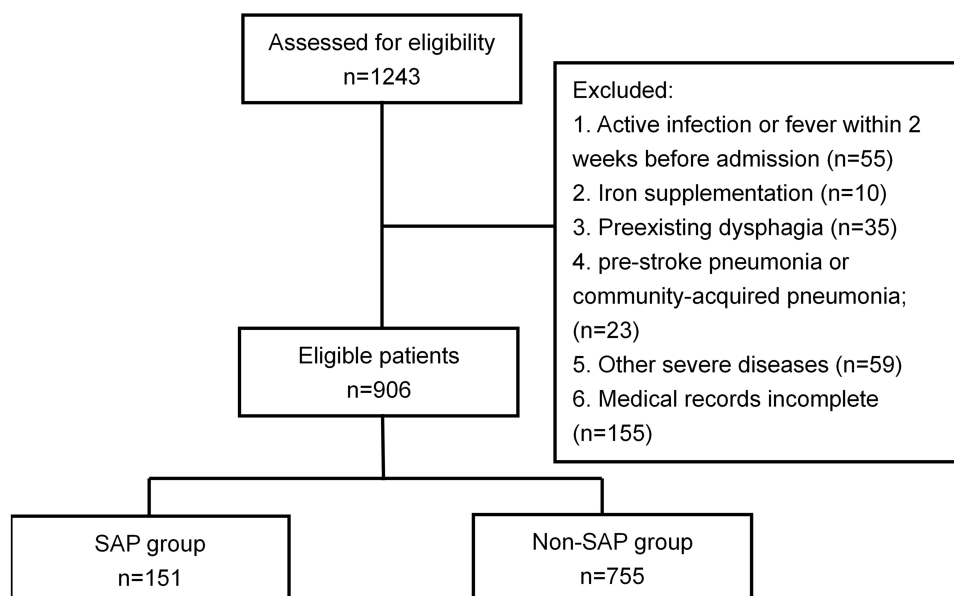 Assessed for eligibility
n=1243
Excluded:
1. Active infection or fever within 2
weeks before admission (n=55)
2. Iron supplementation (n=10)
3. Preexisting dysphagia (n=35)
4. pre-stroke pneumonia or
community-acquired pneumonia;
(n=23)
5. Other severe diseases (n=59)
6. Medical records incomplete
(n=155)
Eligible patients
n=906
SAP group
n=151
Non-SAP group
n=755